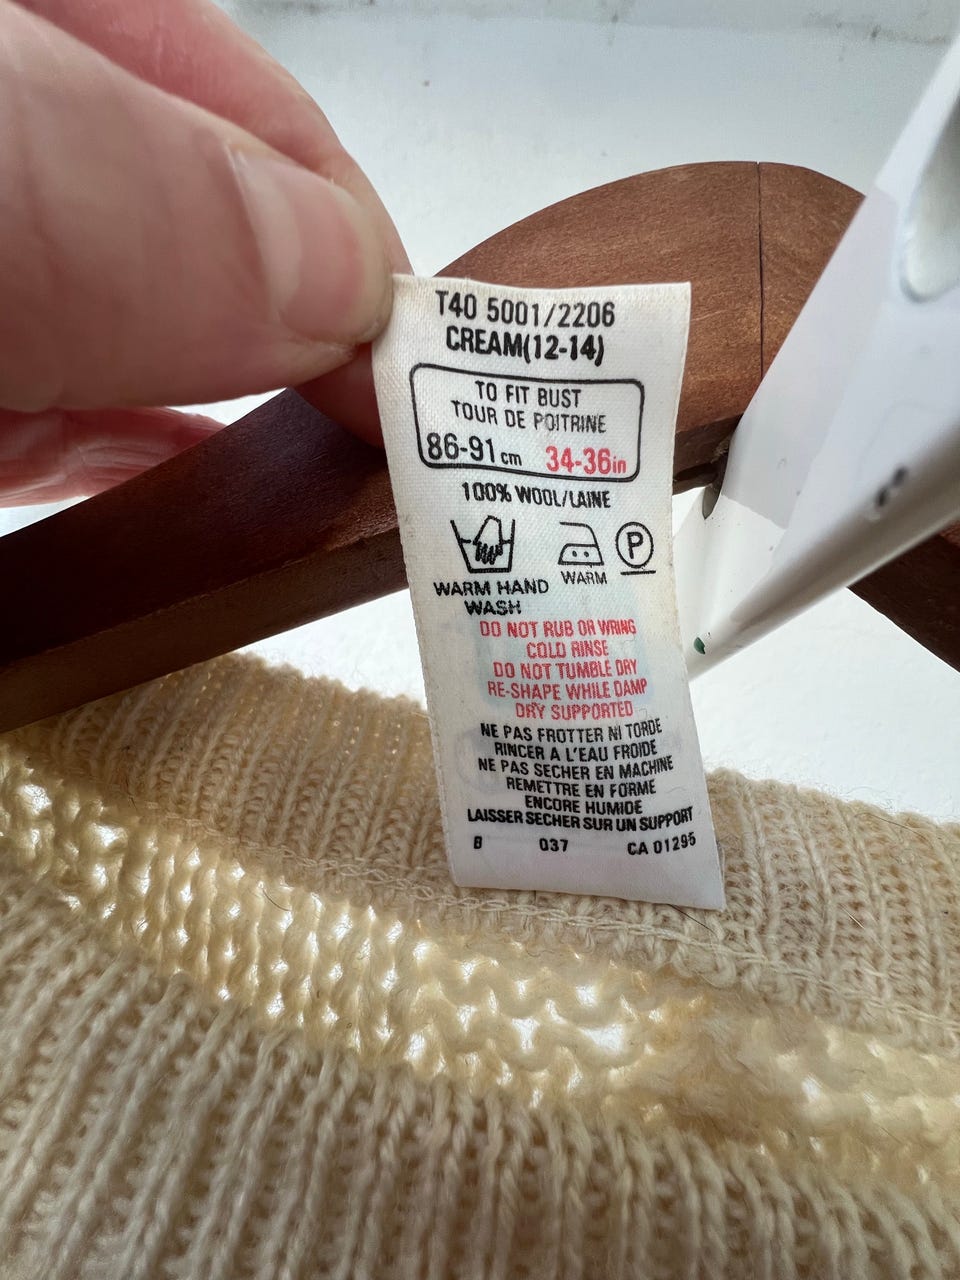 T40 5001/2206
CREAM(12-14)
TO FIT BUST
TOUR DE POITRINE
86-91cm 34-36in
100% WOOL/LAINE
P
WARM HAND WASH
WARM
DO NOT RUB OR WRING
COLD RINSE
DO NOT TUMBLE DRY
RE-SHAPE WHILE DAMP
DRY SUPPORTED
NE PAS FROTTER NI TORDE
RINCER A L'EAU FROIDE
NE PAS SECHER EN MACHINE
REMETTRE EN FORME
ENCORE HUMIDE
LAISSER SECHER SUR UN SUPPORT
B 037 CA 01295